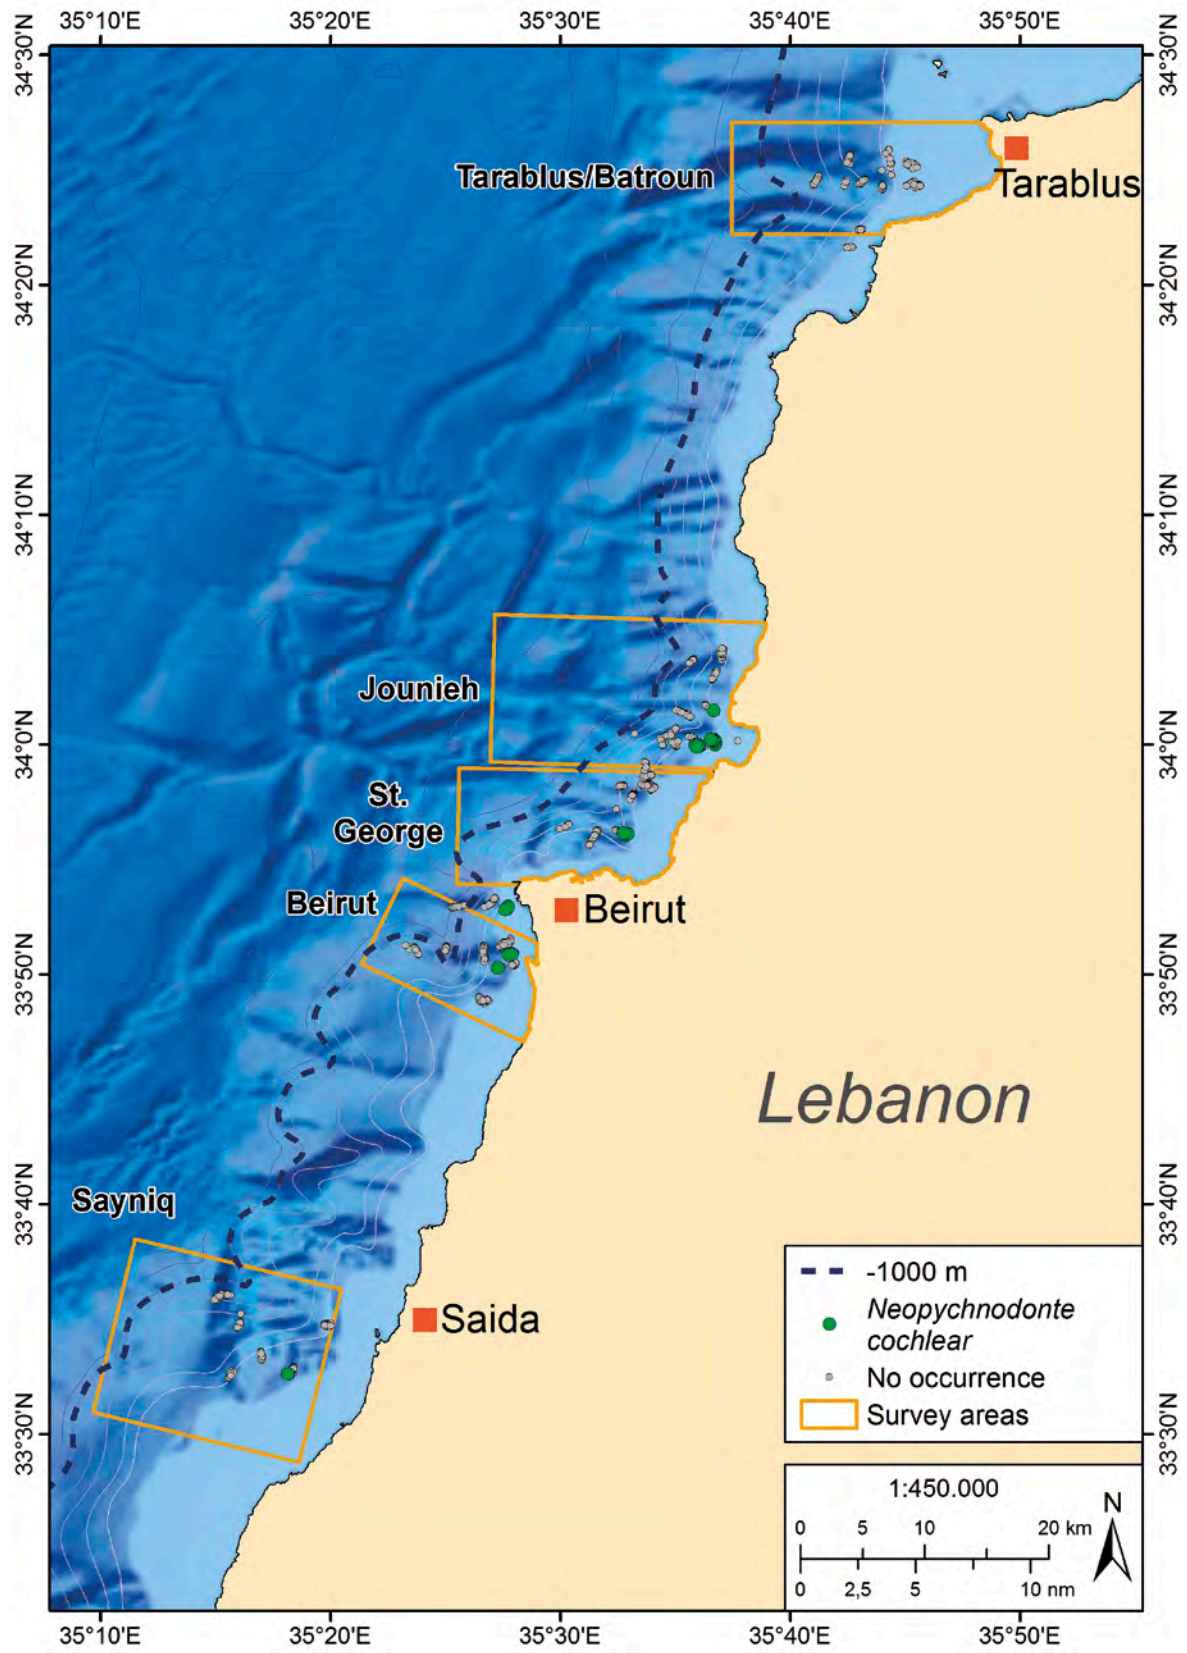 35°10'E 35°20'E 35°30'E 35°40'E 35°50'E
34°30'N 34°30'N
Tarablus/Batroun
Tarablus
34°20'N 34°20'N
34°10'N 34°10'N
Jounieh
34°0'N 34°0'N
St.
George
Beirut
Beirut
33°50'N 33°50'N
Lebanon
33°40'N 33°40'N
Sayniq
Saida
-1000 m
Neopychnodonte
cochlear
No occurrence
Survey areas
33°30'N 33°30'N
1:450.000
N
0 5 10 20 km
0 2,5 5 10 nm
35°10'E 35°20'E 35°30'E 35°40'E 35°50'E